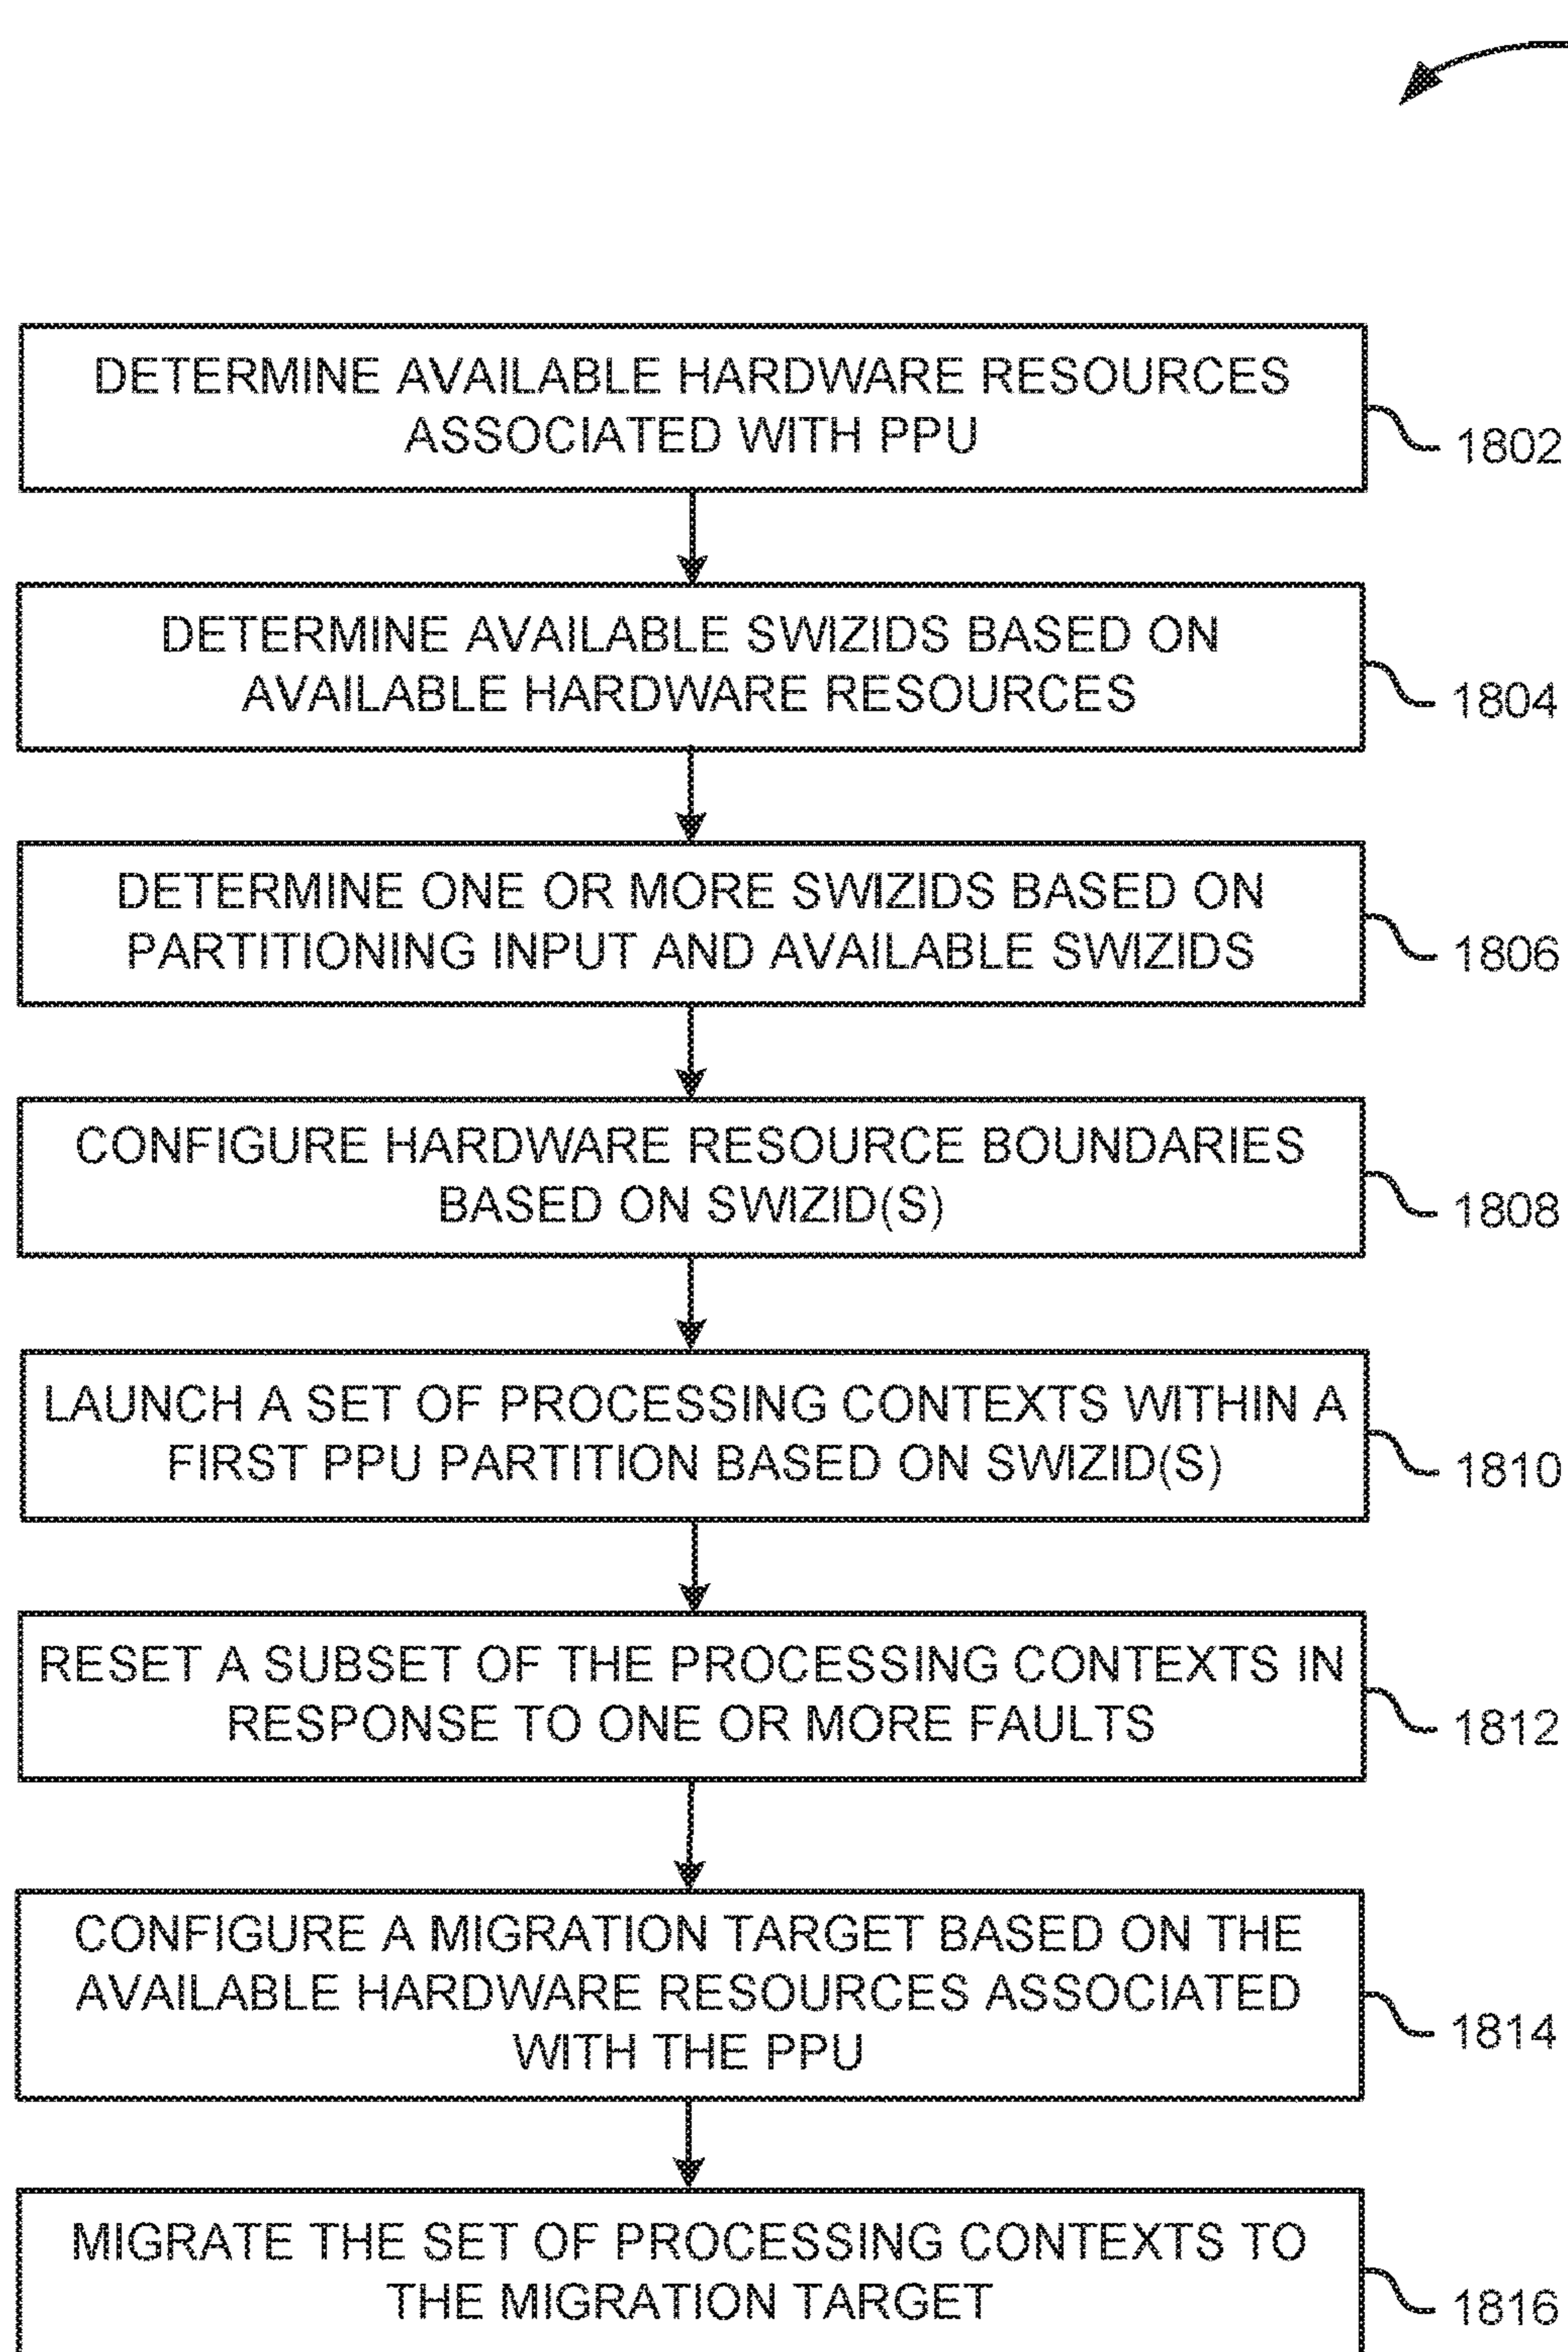 DETERMINE AVAILABLE HARDWARE RESOURCES
ASSOCIATED WITH PPU
1802
DETERMINE AVAILABLE SWIZIDS BASED ON
AVAILABLE HARDWARE RESOURCES
1804
DETERMINE ONE OR MORE SWIZIDS BASED ON
PARTITIONING INPUT AND AVAILABLE SWIZIDS
1806
CONFIGURE HARDWARE RESOURCE BOUNDARIES
BASED ON SWIZID(S)
1808
LAUNCH A SET OF PROCESSING CONTEXTS WITHIN A
FIRST PPU PARTITION BASED ON SWIZID(S)
1810
RESET A SUBSET OF THE PROCESSING CONTEXTS IN
RESPONSE TO ONE OR MORE FAULTS
1812
CONFIGURE A MIGRATION TARGET BASED ON THE
AVAILABLE HARDWARE RESOURCES ASSOCIATED
WITH THE PPU
1814
MIGRATE THE SET OF PROCESSING CONTEXTS TO
THE MIGRATION TARGET
1816